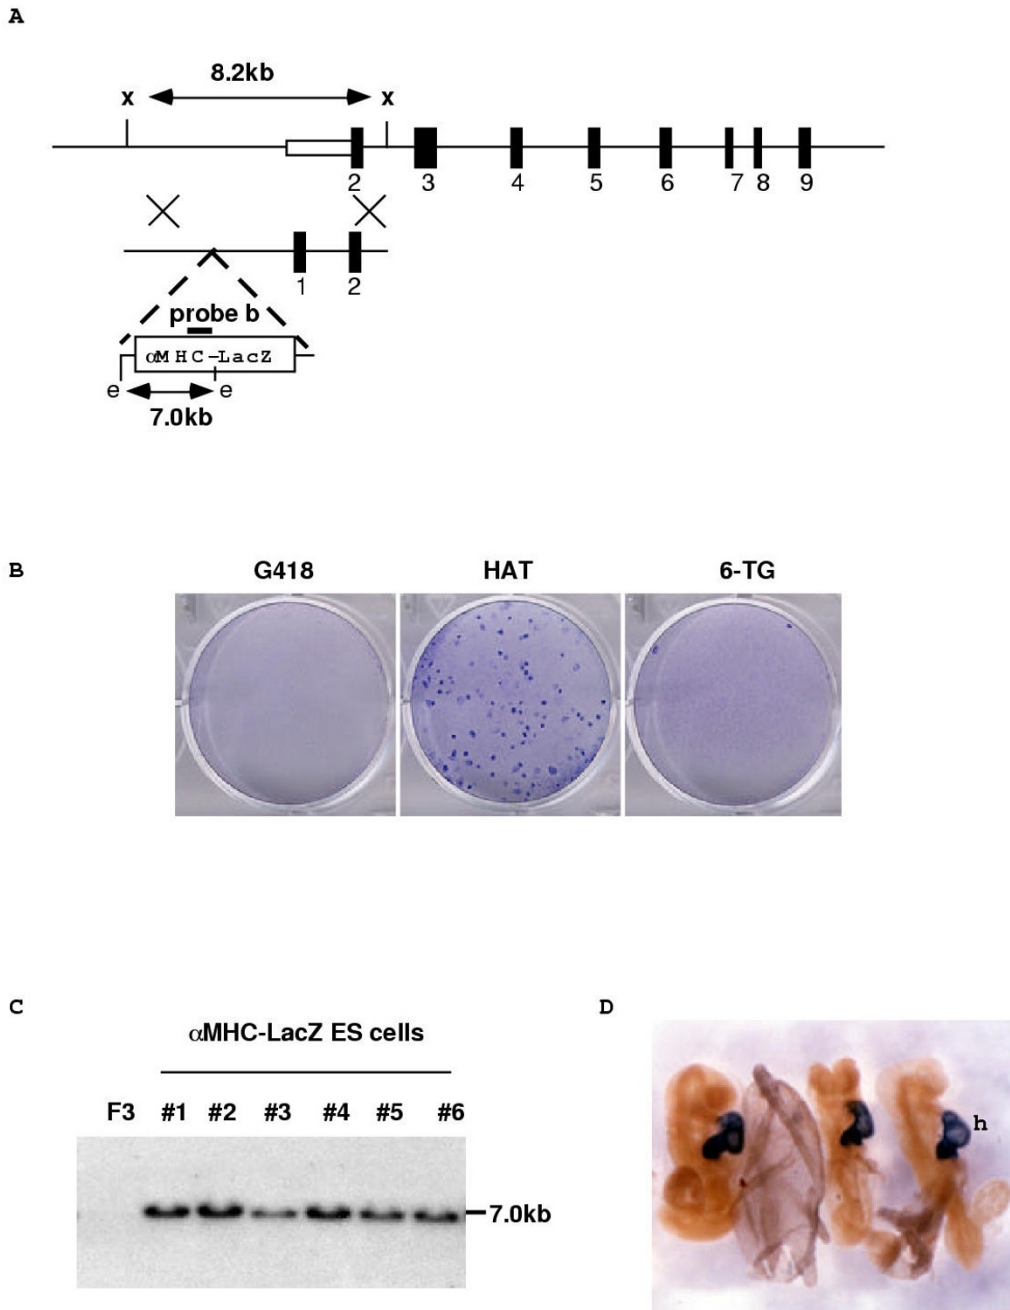 A
8.2kb
x x
2 3 4 5 6 7 8 9
1 2
probe b
αMHC-LacZ
e e
7.0kb
B
G418 HAT 6-TG
C
αMHC-LacZ ES cells
F3 #1 #2 #3 #4 #5 #6
7.0kb
D
h